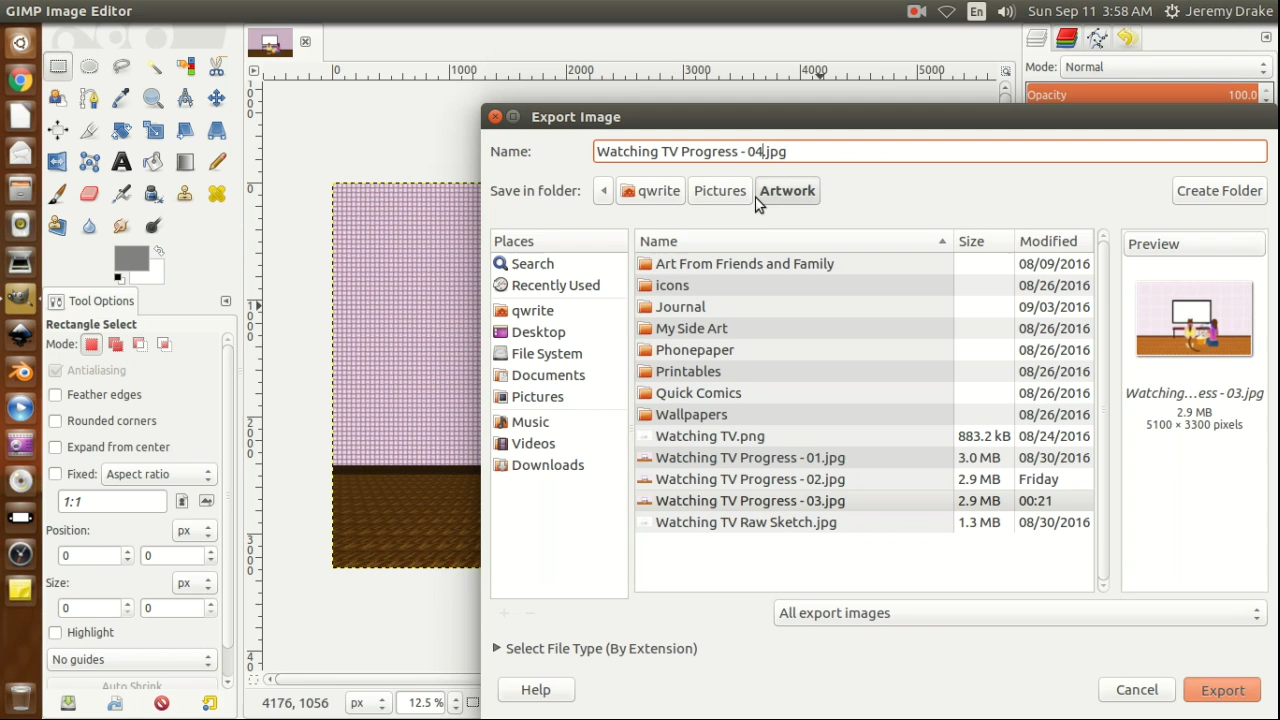 GIMP Image Editor
En
Sun Sep 11 3:58 AM
Jeremy Drake
0 1000 2000 3000 4000 5000
Mode: Normal
Opacity 100.0
Export Image
Name: Watching TV Progress - 04.jpg
Save in folder: qwrite Pictures Artwork Create Folder
Places Name Size Modified Preview
Search
Recently Used
qwrite
Desktop
File System
Documents
Pictures
Music
Videos
Downloads
Art From Friends and Family 08/09/2016
icons 08/26/2016
Journal 09/03/2016
My Side Art 08/26/2016
Phonepaper 08/26/2016
Printables 08/26/2016
Quick Comics 08/26/2016
Wallpapers 08/26/2016
Watching TV.png 883.2 kB 08/24/2016
Watching TV Progress - 01.jpg 3.0 MB 08/30/2016
Watching TV Progress - 02.jpg 2.9 MB Friday
Watching TV Progress - 03.jpg 2.9 MB 00:21
Watching TV Raw Sketch.jpg 1.3 MB 08/30/2016
Watching...ess - 03.jpg
2.9 MB
5100 × 3300 pixels
All export images
Select File Type (By Extension)
Help Cancel Export
Tool Options
Rectangle Select
Mode:
Antialiasing
Feather edges
Rounded corners
Expand from center
Fixed: Aspect ratio
1:1
Position: px
0 0
Size: px
0 0
Highlight
No guides
Auto Shrink
4176, 1056 px 12.5 %